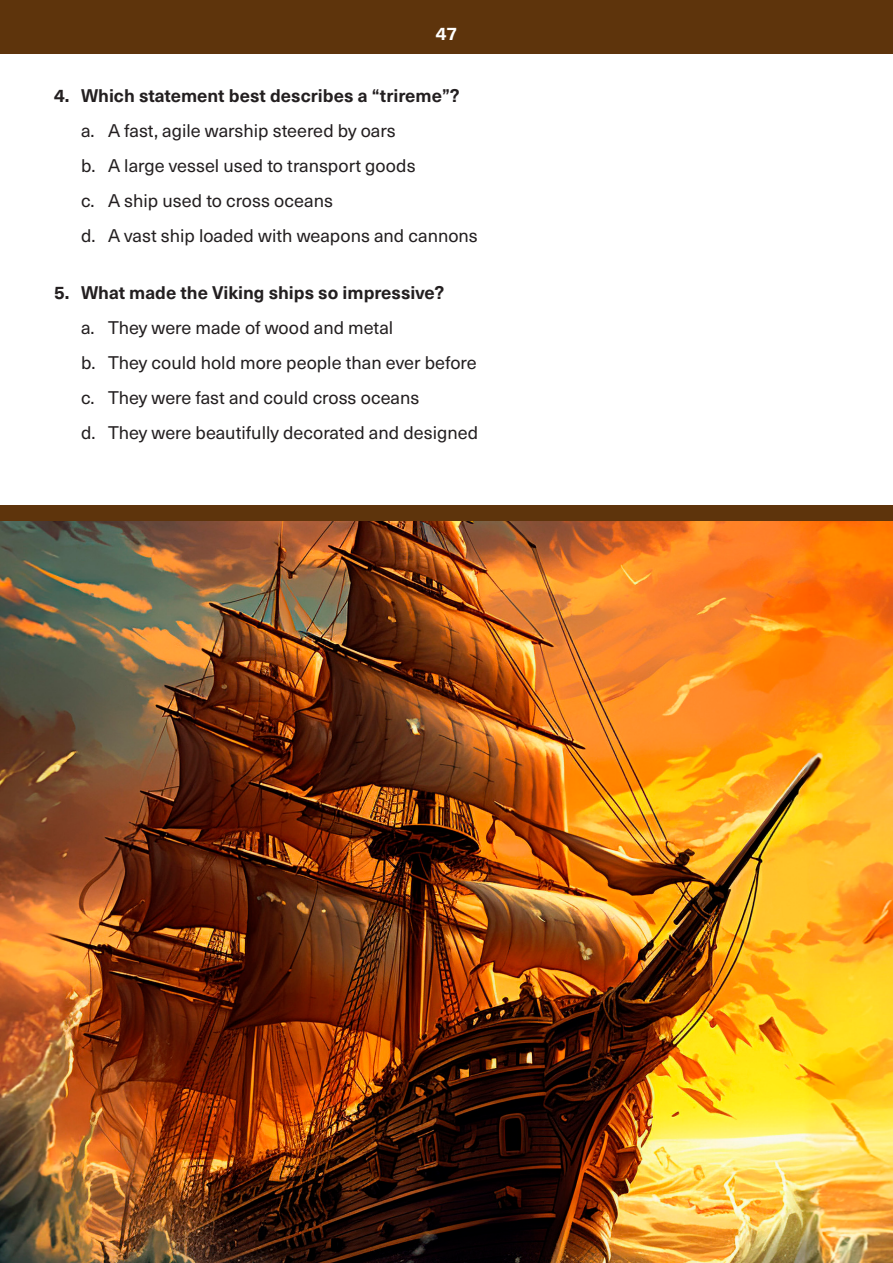 47
4. Which statement best describes a “trireme”?
a. A fast, agile warship steered by oars
b. A large vessel used to transport goods
c. A ship used to cross oceans
d. A vast ship loaded with weapons and cannons
5. What made the Viking ships so impressive?
a. They were made of wood and metal
b. They could hold more people than ever before
c. They were fast and could cross oceans
d. They were beautifully decorated and designed